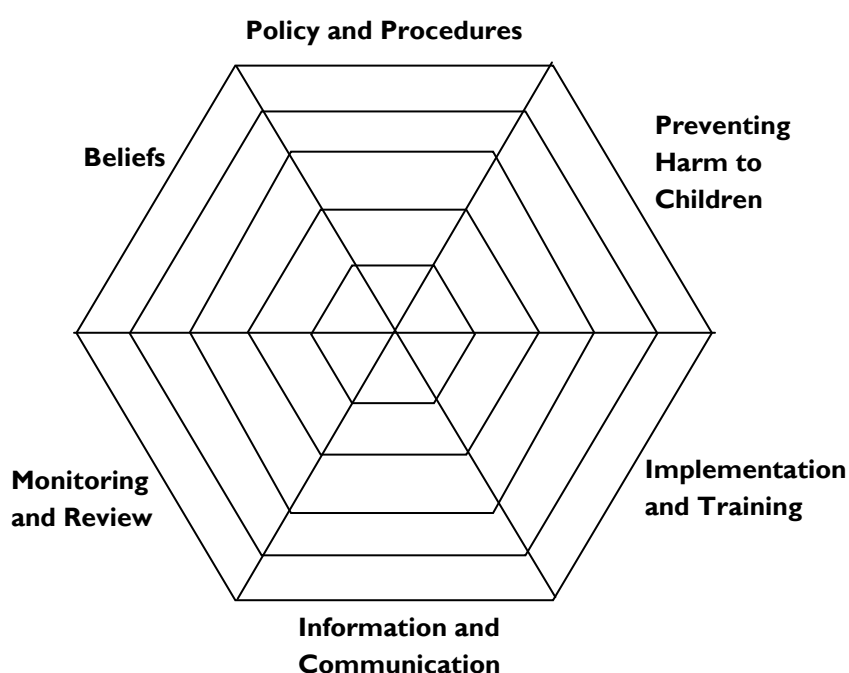 Policy and Procedures
Beliefs
Preventing
Harm to
Children
Monitoring
and Review
Implementation
and Training
Information and
Communication